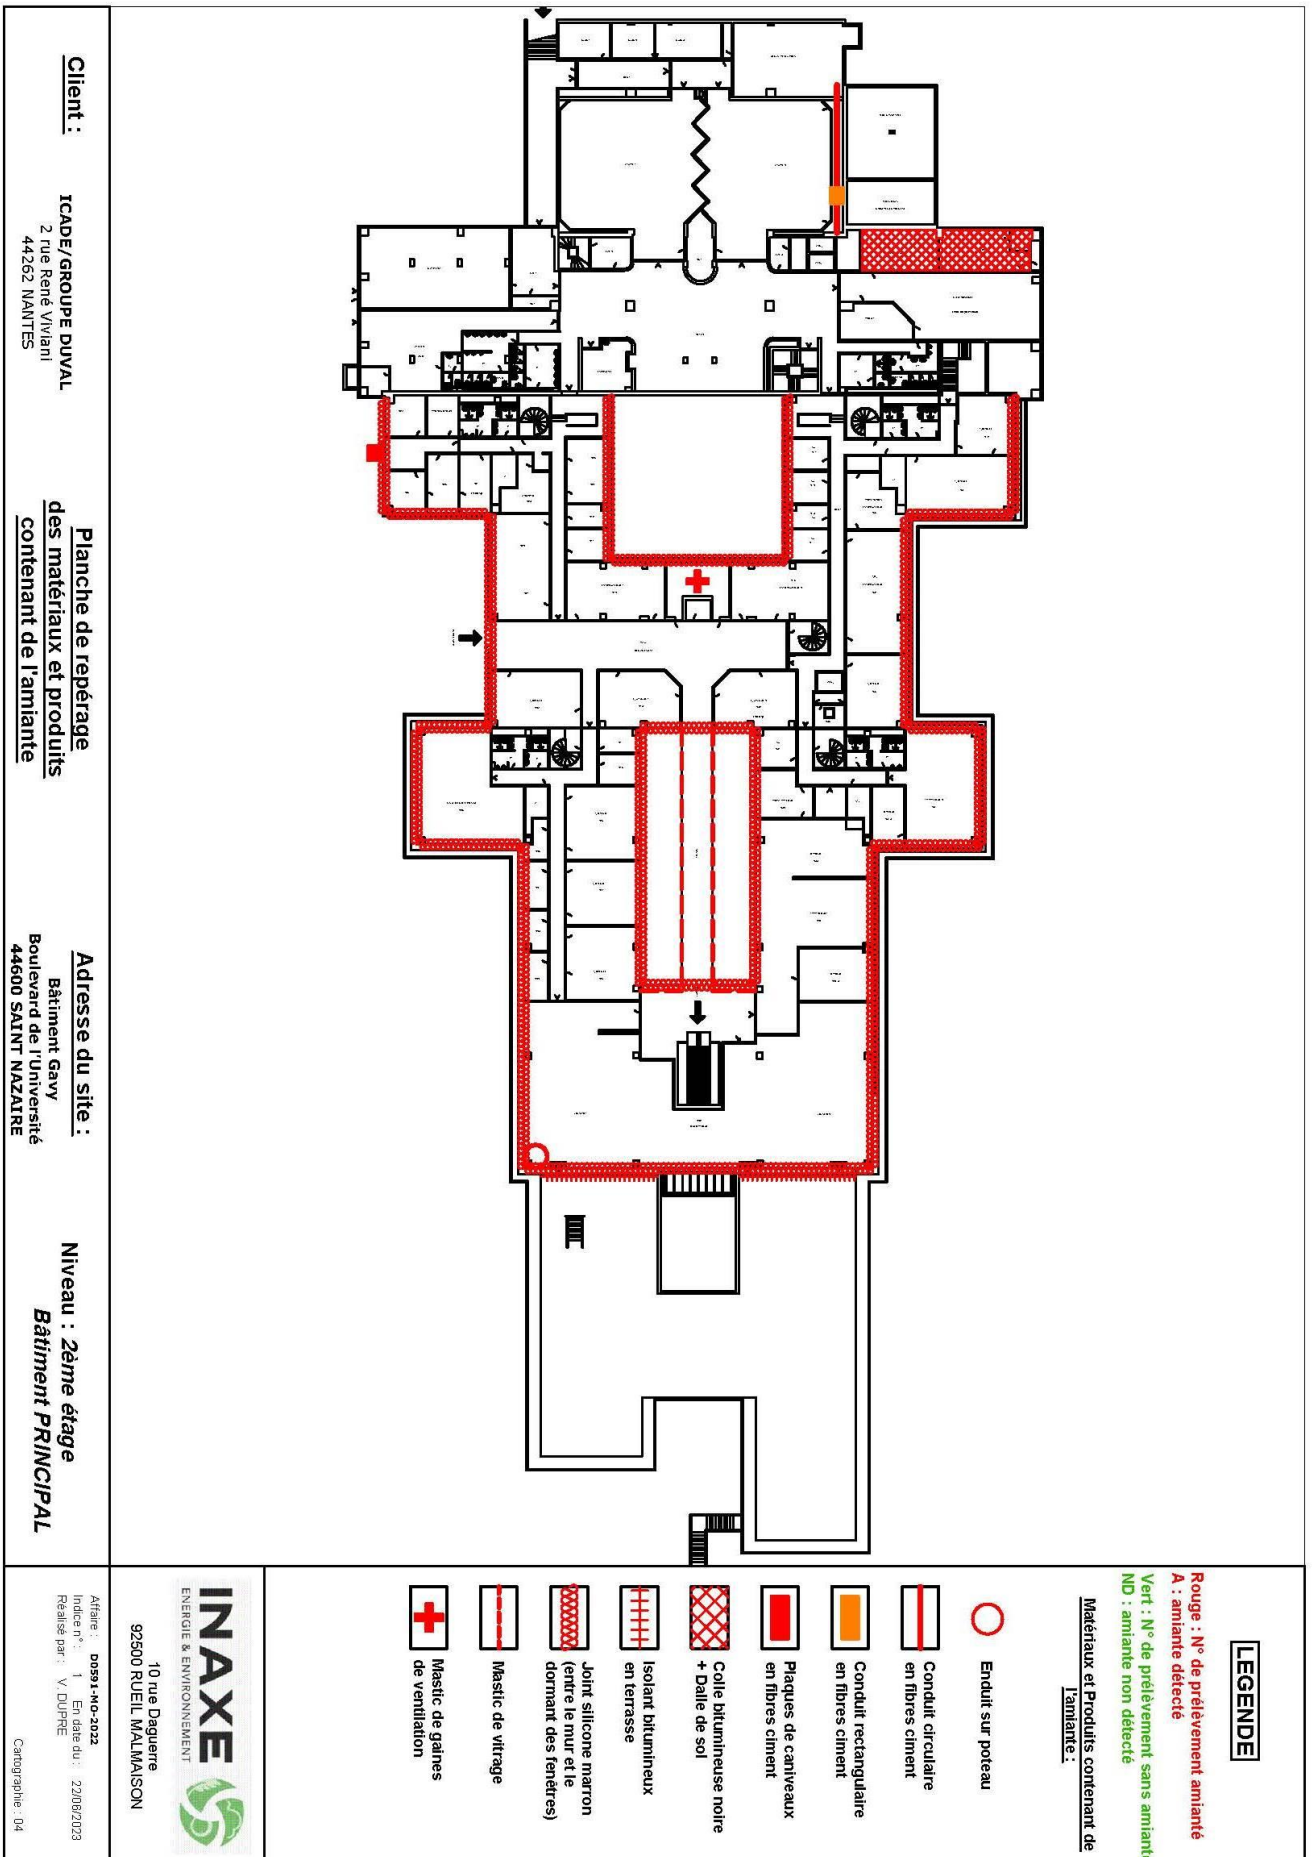 LEGENDE
Rouge : N° de prélèvement amianté
A : amiante détecté
Vert : N° de prélèvement sans amiante
ND : amiante non détecté
Matériaux et Produits contenant de
l'amiante :
Enduit sur poteau
Conduit circulaire
en fibres ciment
Conduit rectangulaire
en fibres ciment
Plaques de caniveaux
en fibres ciment
Colle bitumineuse noire
+ Dalle de sol
Isolant bitumineux
en terrasse
Joint silicone marron
(entre le mur et le
dormant des fenêtres)
Mastic de vitrage
Mastic de gaines
de ventilation
INAXE
ENERGIE & ENVIRONNEMENT
10 rue Daguerre
92500 RUEIL MALMAISON
Client :
ICADE/GROUPE DUVAL
2 rue René Viviani
44262 NANTES
Planche de repérage
des matériaux et produits
contenant de l'amiante
Adresse du site :
Bâtiment Gavy
Boulevard de l'Université
44600 SAINT NAZAIRE
Niveau : 2ème étage
Bâtiment PRINCIPAL
Affaire : D0591-MO-2022
Indice n° : 1 En date du : 22/06/2023
Réalisé par : V. DUPRE
Cartographie : 04